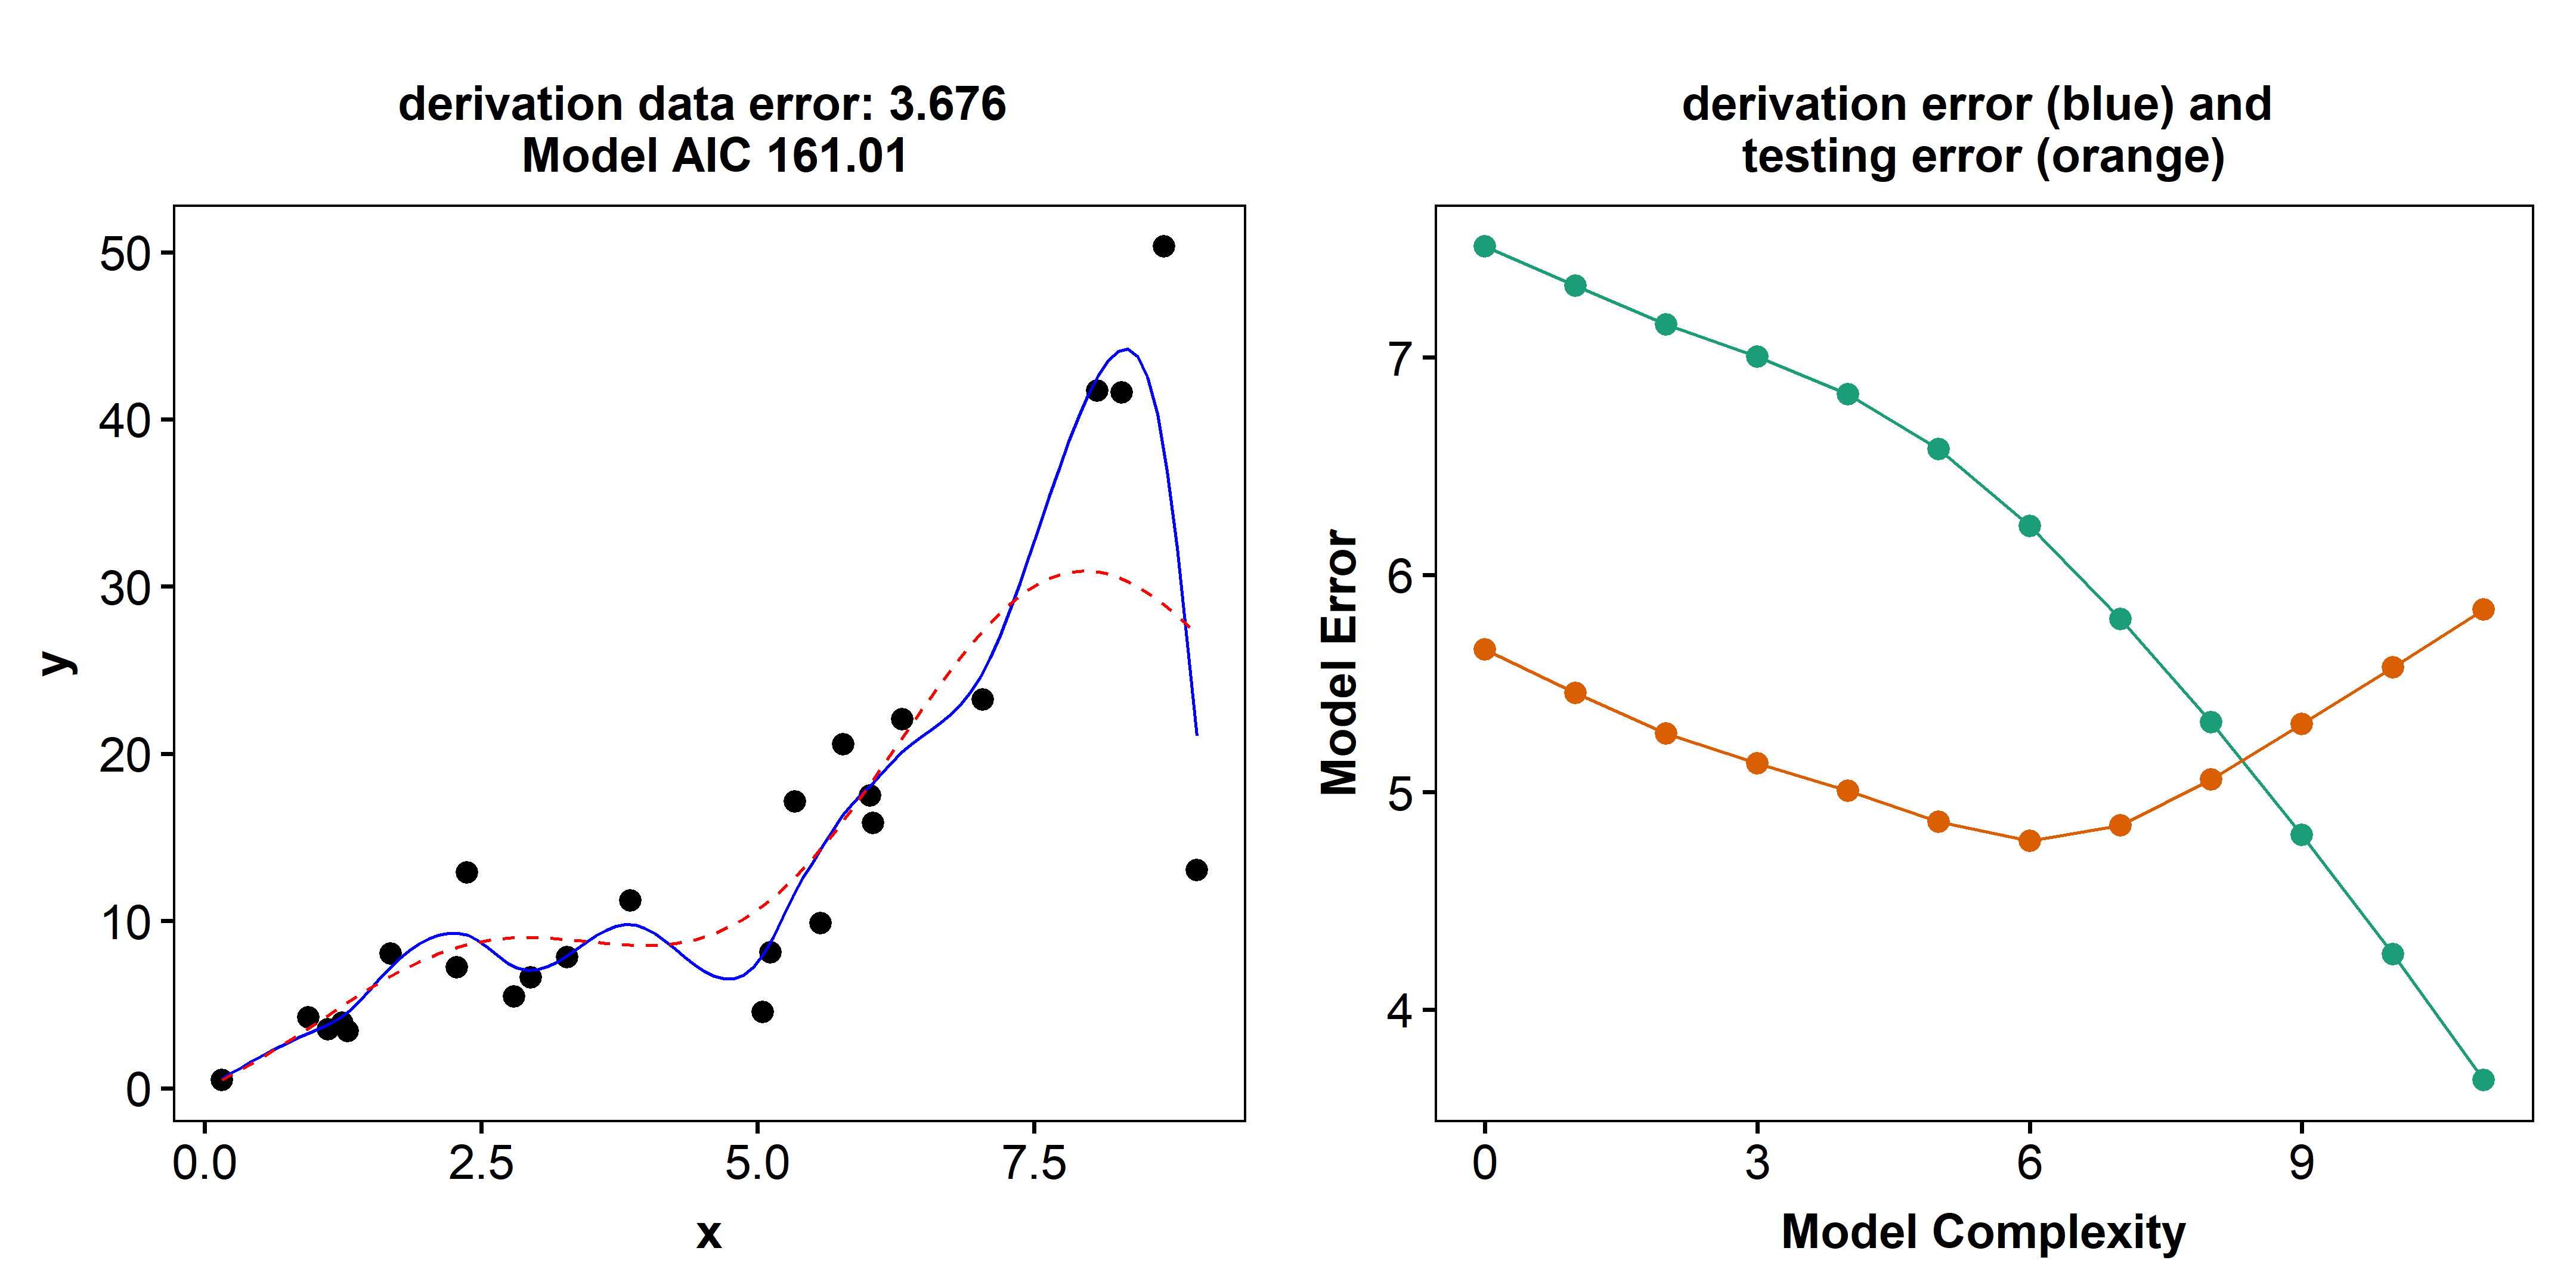 derivation data error: 3.676
Model AIC 161.01
50
40
30
20
10
0
y
0.0 2.5 5.0 7.5
x
derivation error (blue) and
testing error (orange)
7
6
5
4
Model Error
0 3 6 9
Model Complexity